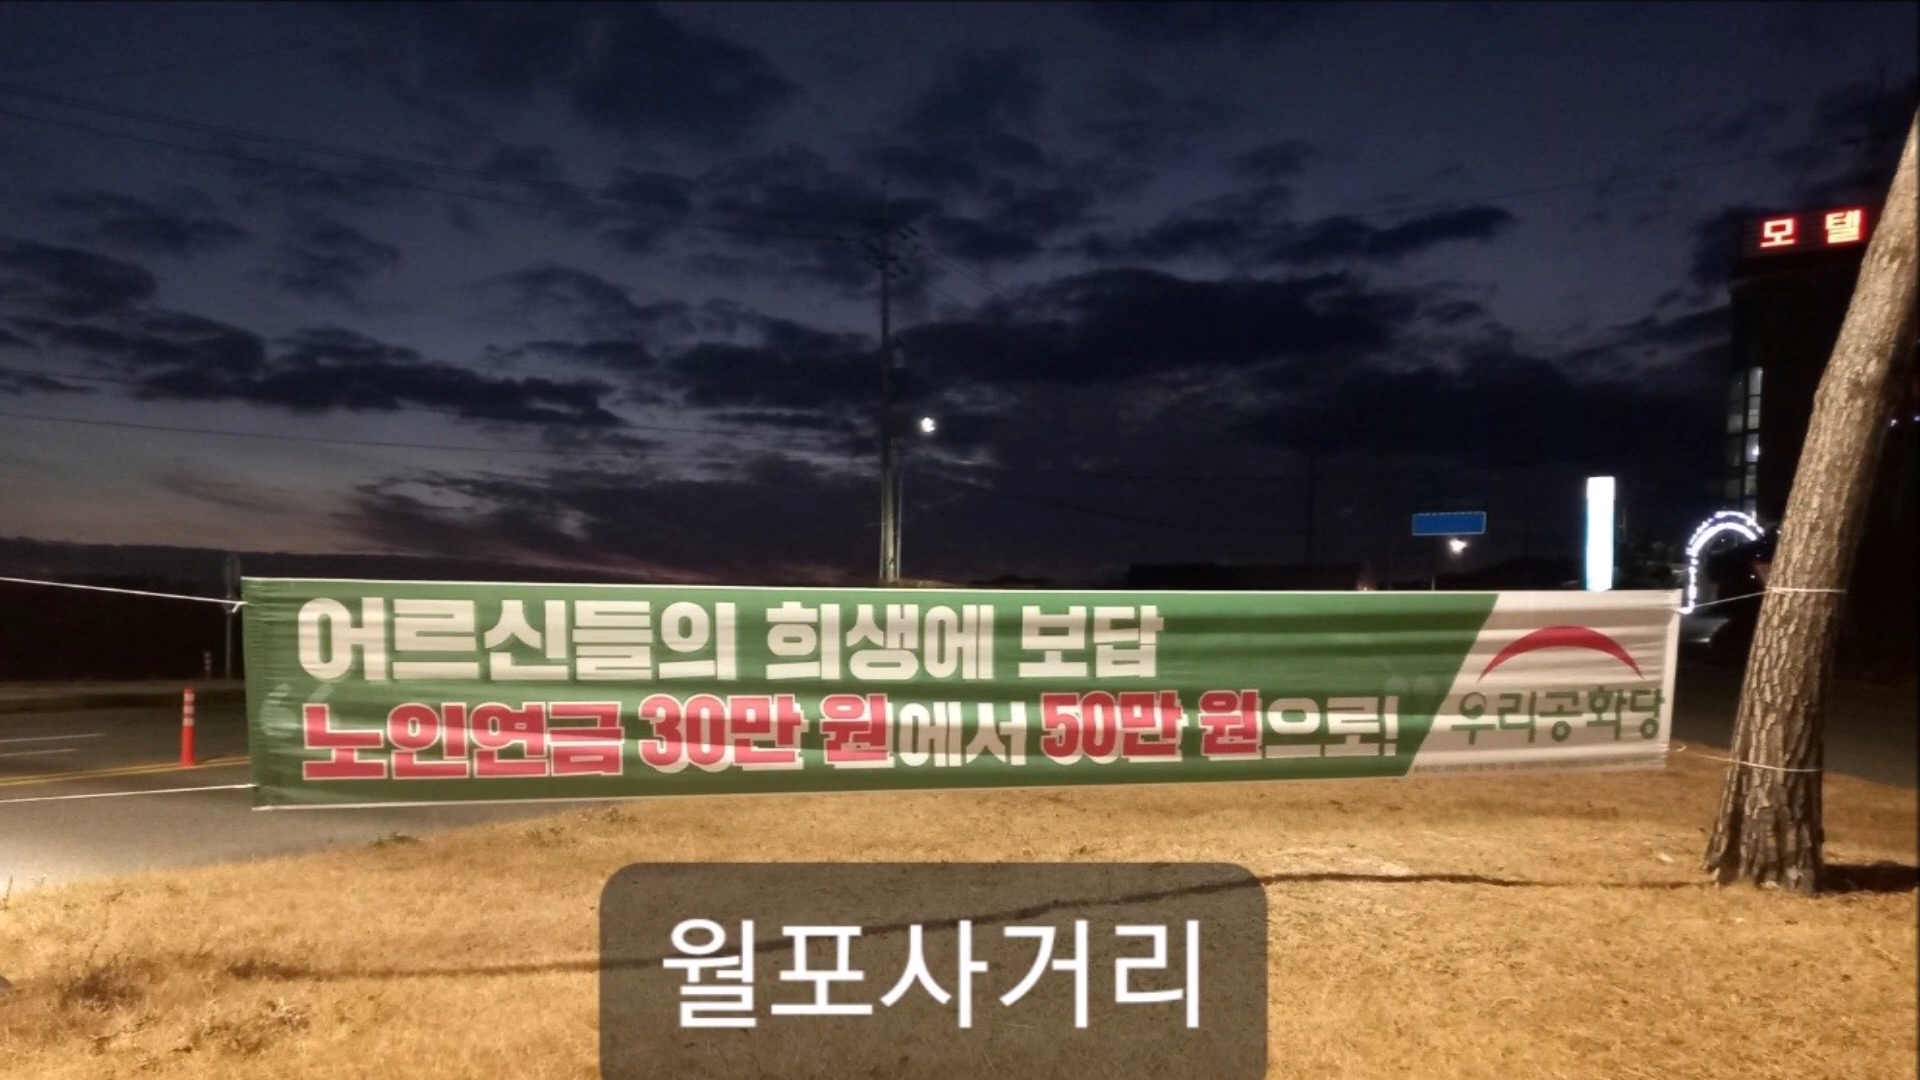 모텔
어르신들의 희생에 보답
노인연금 30만 원에서 50만 원으로!
우리공화당
월포사거리